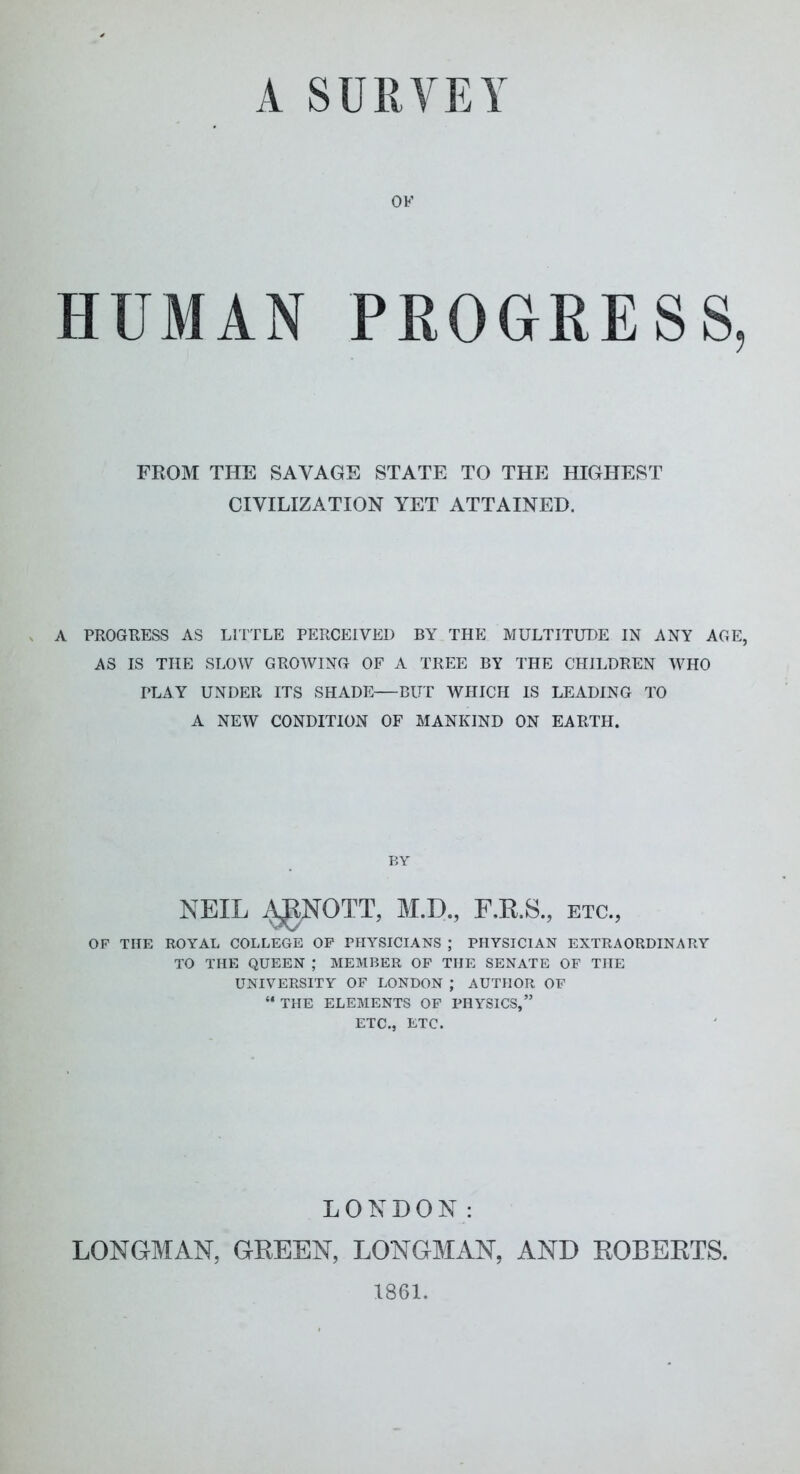 A SURVEY
OF
HUMAN PROGRESS,
FROM THE SAVAGE STATE TO THE HIGHEST
CIVILIZATION YET ATTAINED.
A PROGRESS AS LITTLE PERCEIVED BY THE MULTITUDE IN ANY AGE,
AS IS THE SLOW GROWING OF A TREE BY THE CHILDREN WHO
PLAY UNDER ITS SHADE—BUT WHICH IS LEADING TO
A NEW CONDITION OF MANKIND ON EARTH.
BY
NEIL ARNOTT, M.D., F.R.S., ETC.,
OF THE ROYAL COLLEGE OF PHYSICIANS ; PHYSICIAN EXTRAORDINARY
TO THE QUEEN ; MEMBER OF THE SENATE OF THE
UNIVERSITY OF LONDON ; AUTHOR OF
“ THE ELEMENTS OF PHYSICS,”
ETC., ETC.
LONDON :
LONGMAN, GREEN, LONGMAN, AND ROBERTS.
1861.